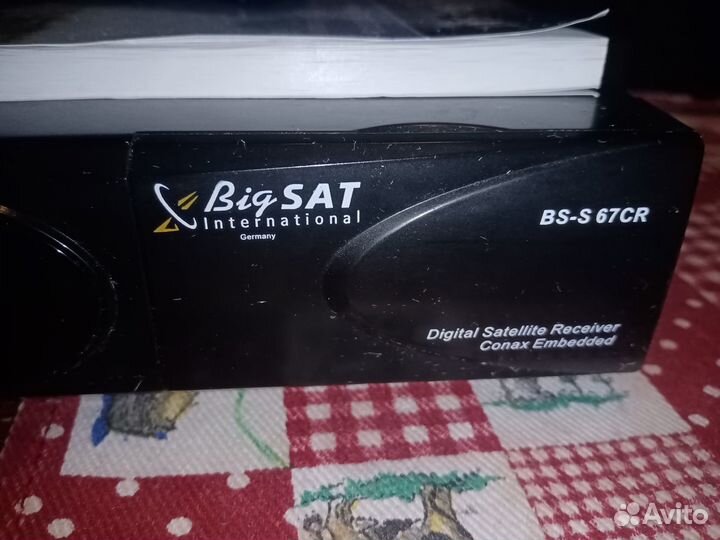 BigSAT
International
Germany
BS-S 67CR
Digital Satellite Receiver
Conax Embedded
Avito